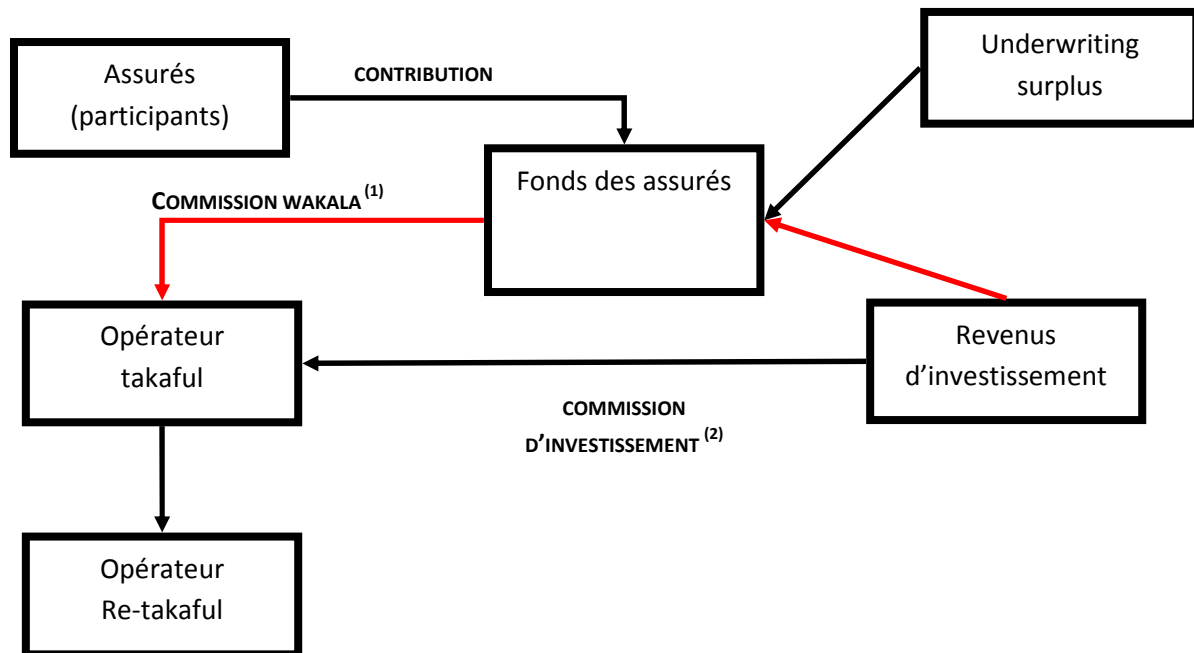 Assurés
(participants)
CONTRIBUTION
Underwriting
surplus
Fonds des assurés
COMMISSION WAKALA (1)
Opérateur
takaful
Revenus
d’investissement
COMMISSION
D’INVESTISSEMENT (2)
Opérateur
Re-takaful